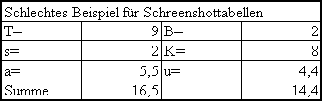 Schlechtes Beispiel für Schreenshottabellen
T– 9 B– 2
s= 2 K= 8
a= 5,5 u= 4,4
Summe 16,5 14,4